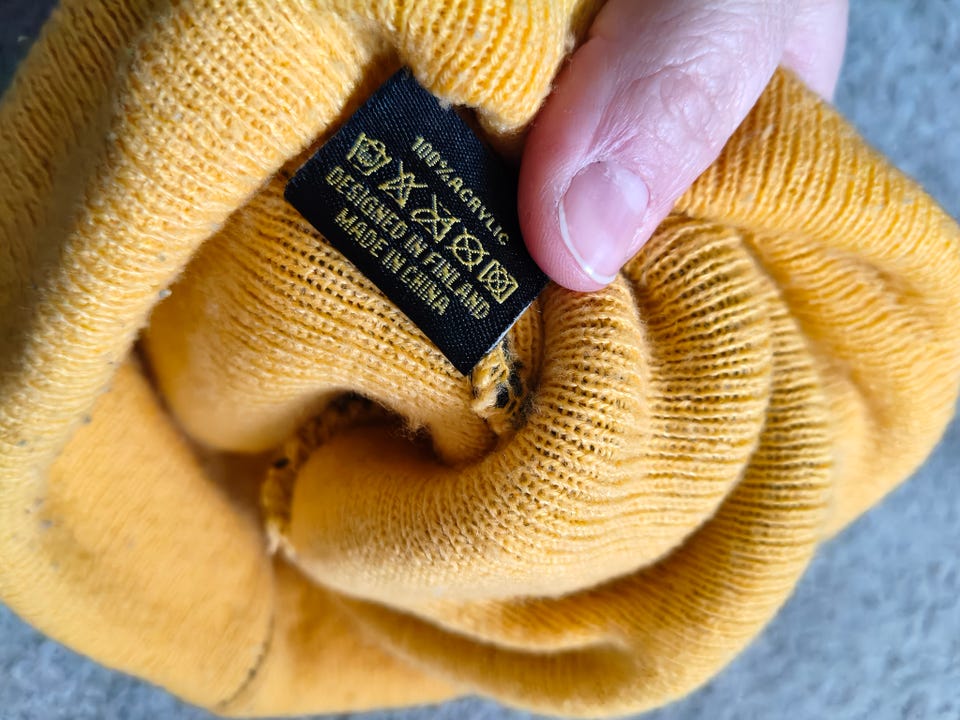 100%ACRYLIC
DESIGNED IN FINLAND
MADE IN CHINA